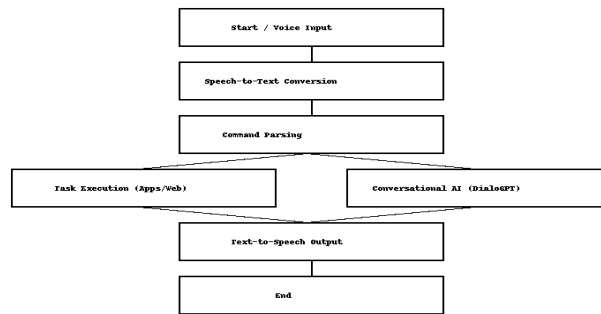 Start / Voice Input
Speech-to-Text Conversion
Command Parsing
Task Execution (Apps/Web)
Conversational AI (DialoGPT)
Text-to-Speech Output
End